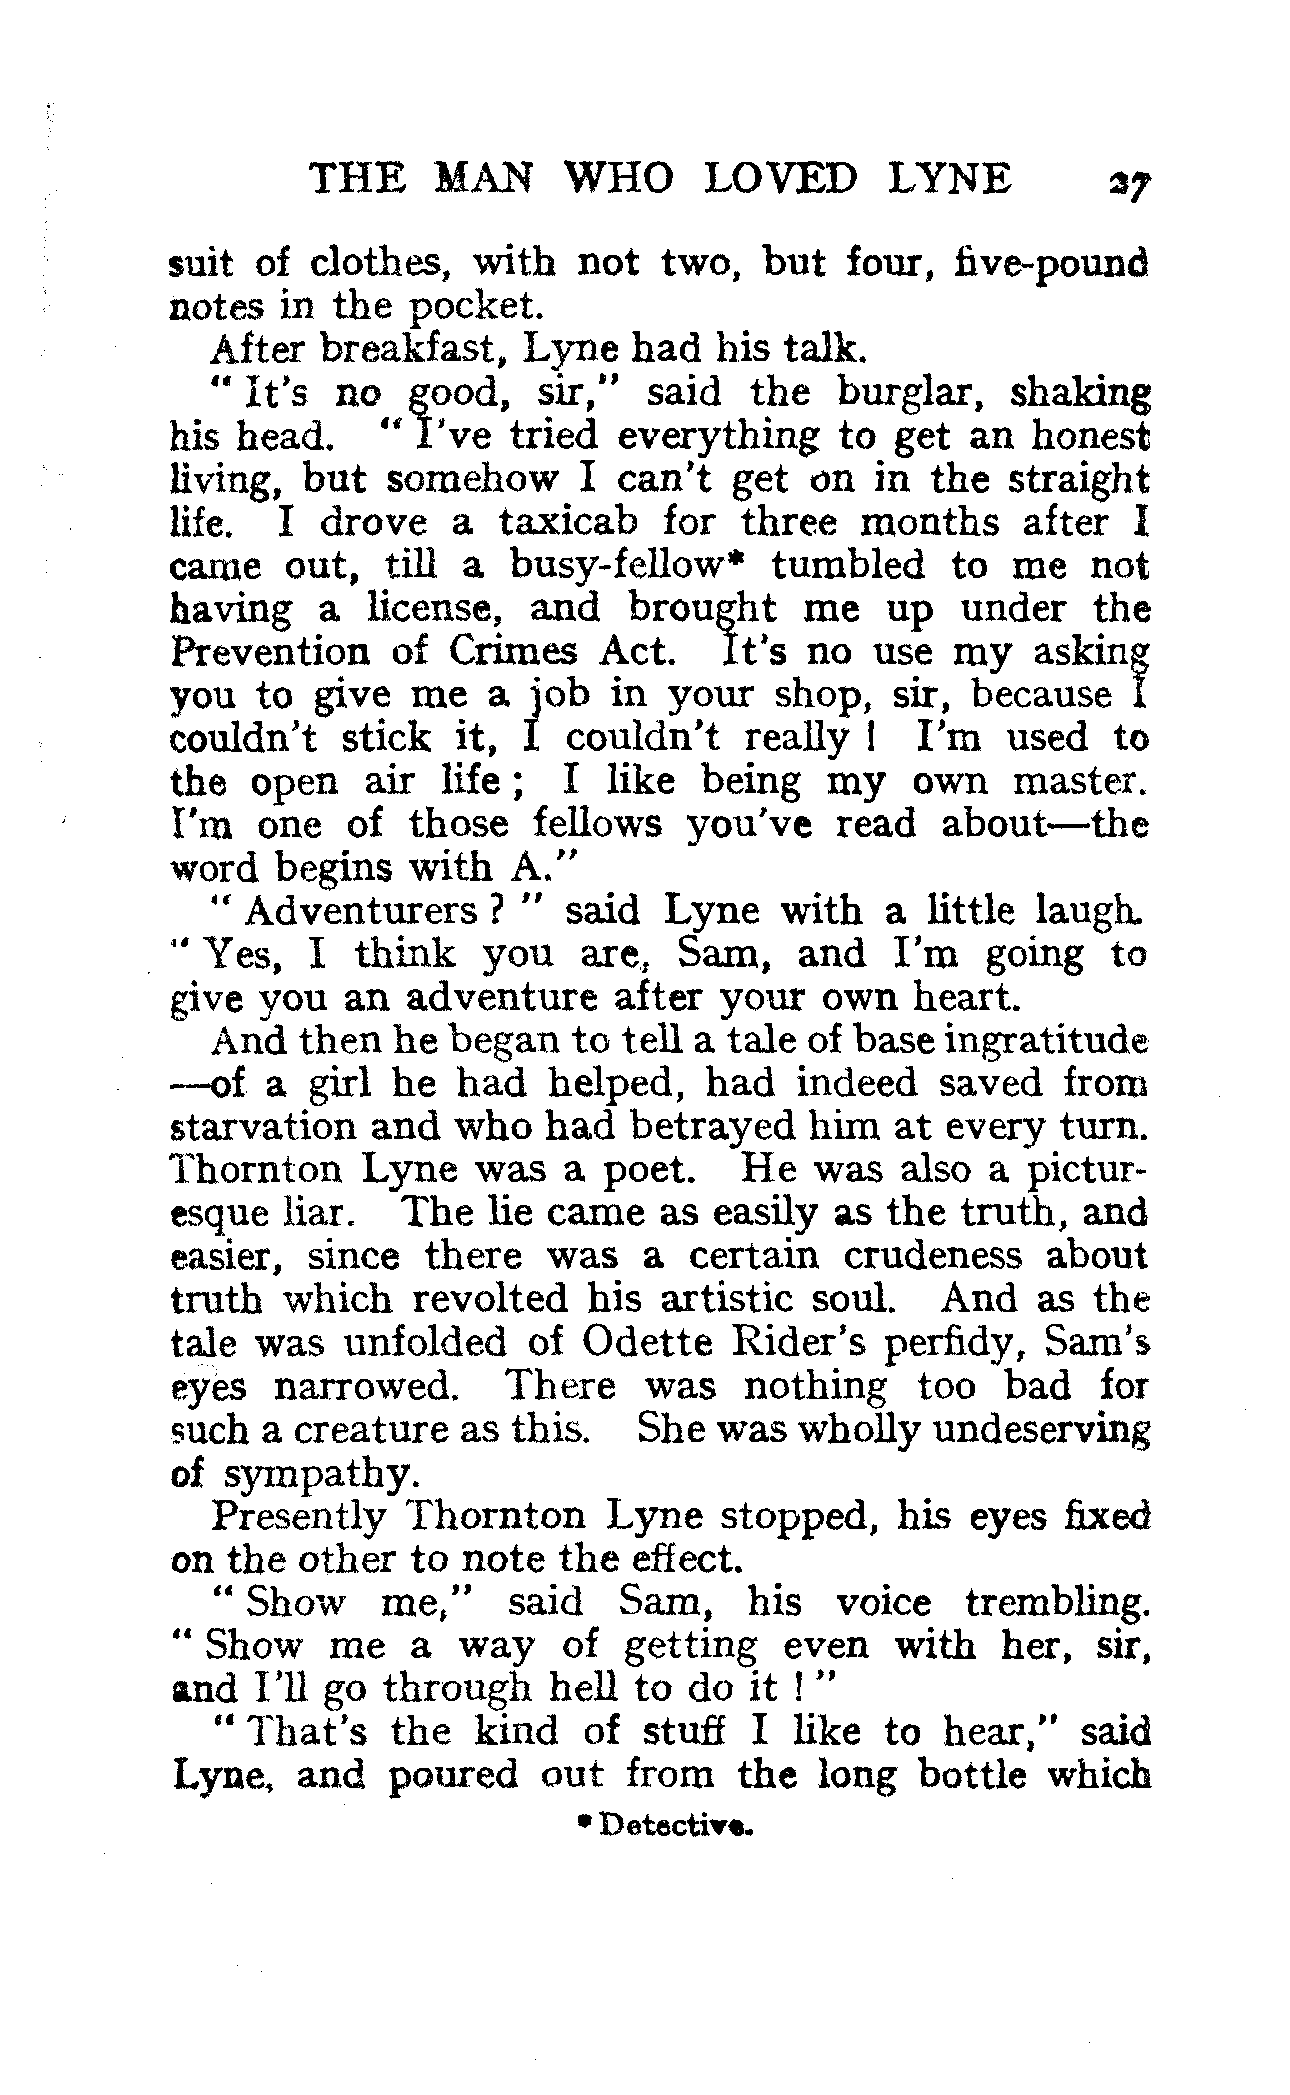 THE MAN WHO LOVED LYNE 27
suit of clothes, with not two, but four, five-pound
notes in the pocket.
After breakfast, Lyne had his talk.
" It's no good, sir," said the burglar, shaking
his head. " I've tried everything to get an honest
living, but somehow I can't get on in the straight
life. I drove a taxicab for three months after I
came out, till a busy-fellow* tumbled to me not
having a license, and brought me up under the
Prevention of Crimes Act. It's no use my asking
you to give me a job in your shop, sir, because I
couldn't stick it, I couldn't really ! I'm used to
the open air life ; I like being my own master.
I'm one of those fellows you've read about—the
word begins with A."
" Adventurers ? " said Lyne with a little laugh.
" Yes, I think you are, Sam, and I'm going to
give you an adventure after your own heart.
And then he began to tell a tale of base ingratitude
—of a girl he had helped, had indeed saved from
starvation and who had betrayed him at every turn.
Thornton Lyne was a poet. He was also a pictur-
esque liar. The lie came as easily as the truth, and
easier, since there was a certain crudeness about
truth which revolted his artistic soul. And as the
tale was unfolded of Odette Rider's perfidy, Sam's
eyes narrowed. There was nothing too bad for
such a creature as this. She was wholly undeserving
of sympathy.
Presently Thornton Lyne stopped, his eyes fixed
on the other to note the effect.
" Show me," said Sam, his voice trembling.
" Show me a way of getting even with her, sir,
and I'll go through hell to do it ! "
" That's the kind of stuff I like to hear," said
Lyne, and poured out from the long bottle which
* Detective.